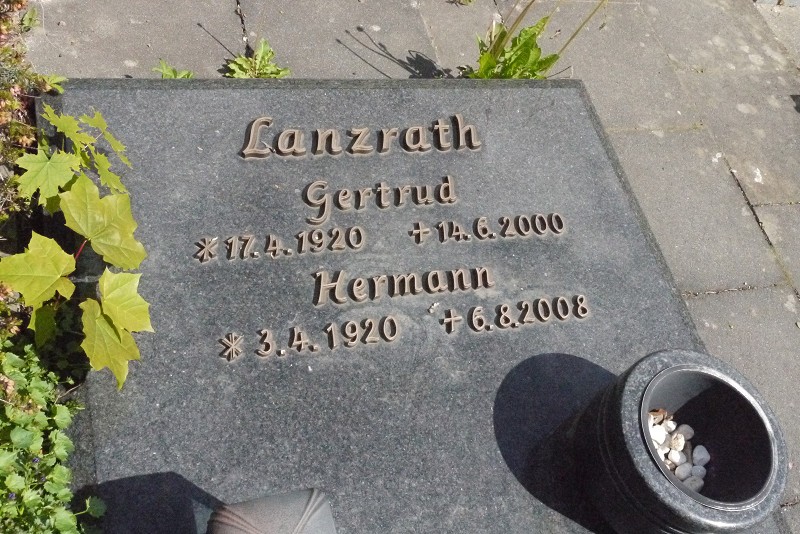 Lanzrath
Gertrud
* 17. 4. 1920 + 14. 6. 2000
Hermann
* 3. 4. 1920 + 6. 8. 2008